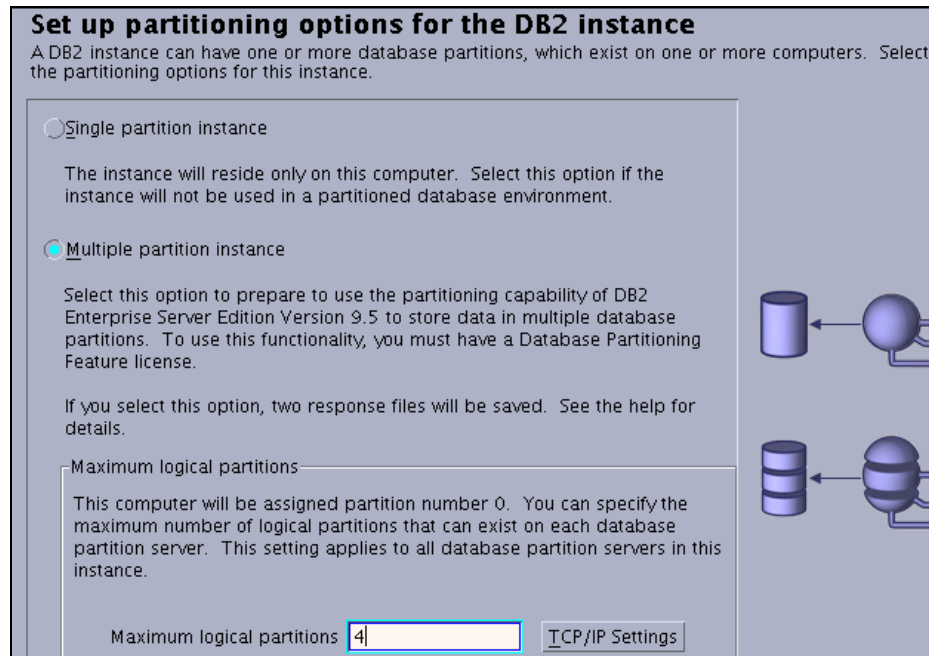 Set up partitioning options for the DB2 instance
A DB2 instance can have one or more database partitions, which exist on one or more computers. Select
the partitioning options for this instance.
Single partition instance
The instance will reside only on this computer. Select this option if the
instance will not be used in a partitioned database environment.
Multiple partition instance
Select this option to prepare to use the partitioning capability of DB2
Enterprise Server Edition Version 9.5 to store data in multiple database
partitions. To use this functionality, you must have a Database Partitioning
Feature license.
If you select this option, two response files will be saved. See the help for
details.
Maximum logical partitions
This computer will be assigned partition number 0. You can specify the
maximum number of logical partitions that can exist on each database
partition server. This setting applies to all database partition servers in this
instance.
Maximum logical partitions 4 TCP/IP Settings